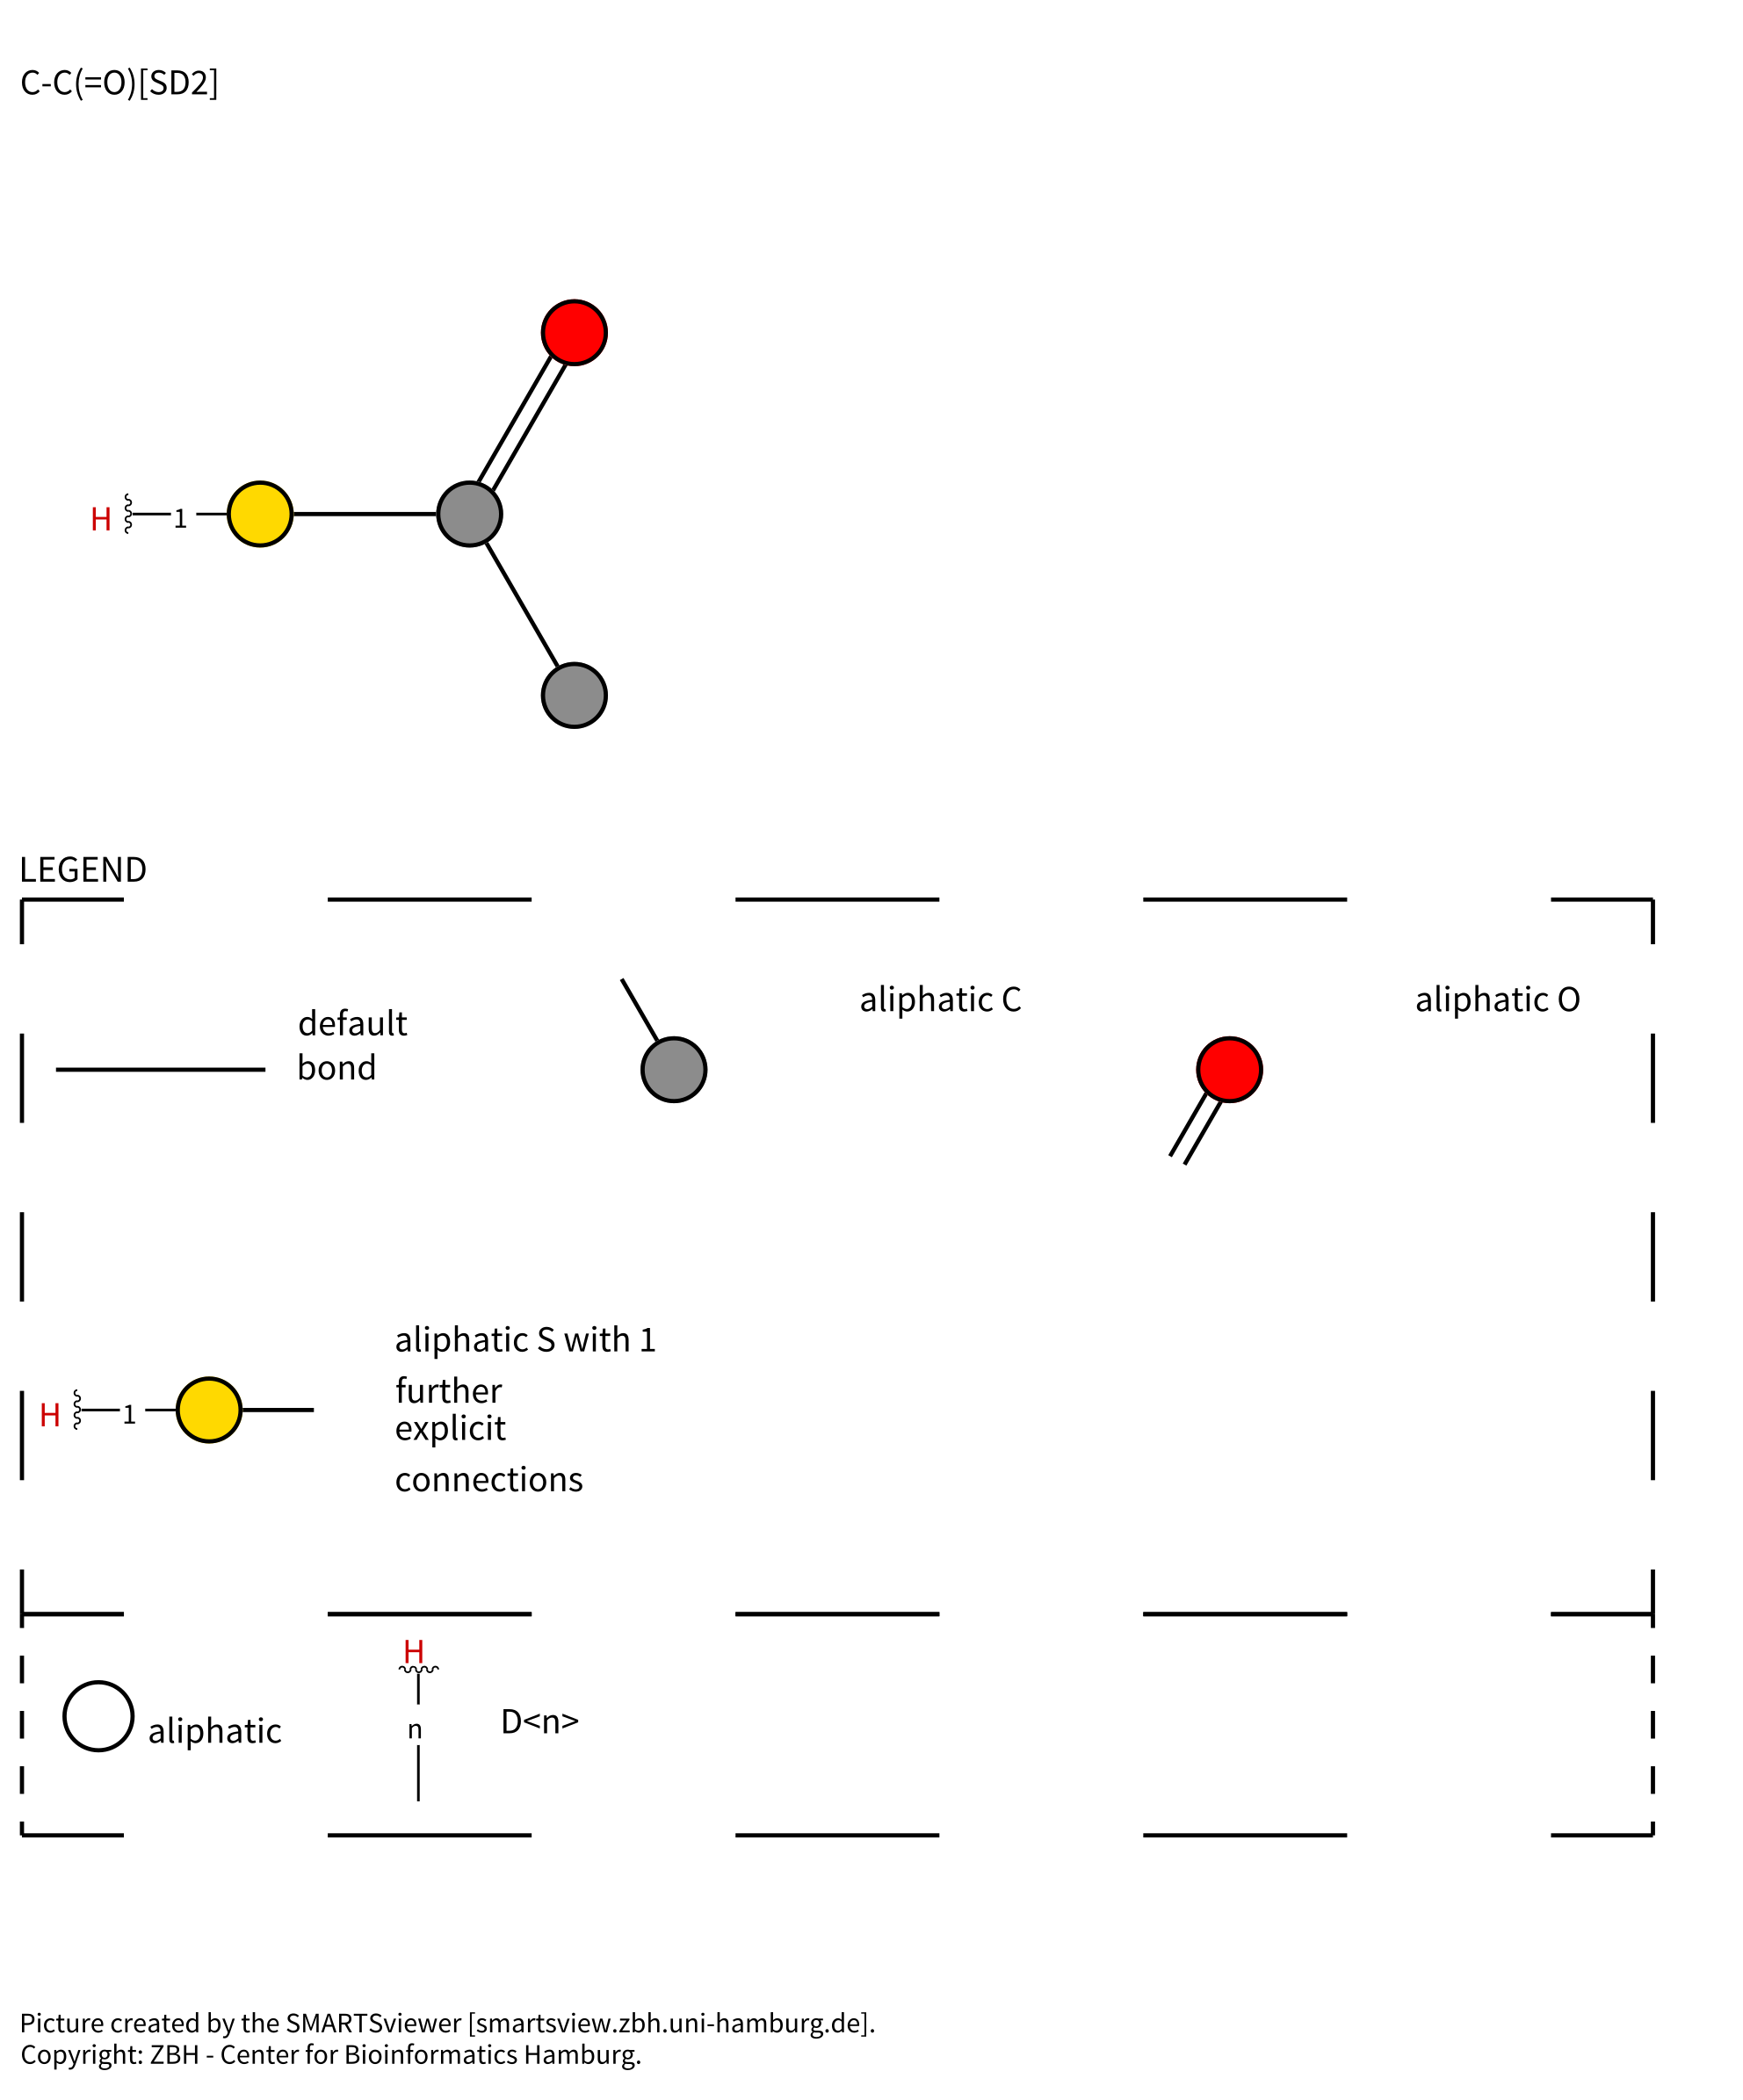 C-C(=O)[SD2]
H 1
LEGEND
default
bond
aliphatic C
aliphatic O
H 1
aliphatic S with 1
further
explicit
connections
aliphatic
H
n
D<n>
Picture created by the SMARTSviewer [smartsview.zbh.uni-hamburg.de].
Copyright: ZBH - Center for Bioinformatics Hamburg.